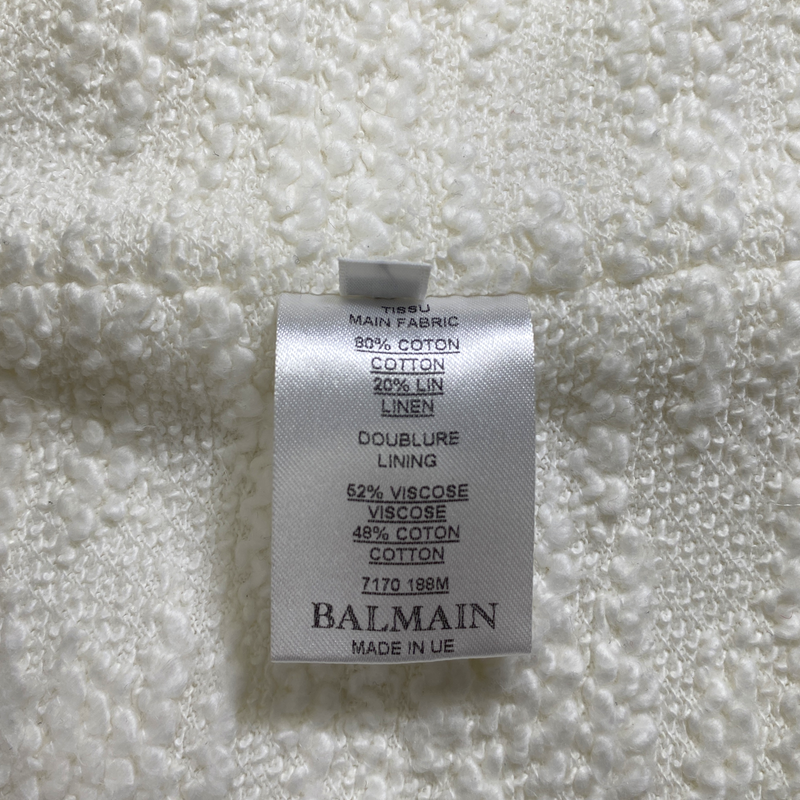 TISSU
MAIN FABRIC
80% COTON
COTTON
20% LIN
LINEN
DOUBLURE
LINING
52% VISCOSE
VISCOSE
48% COTON
COTTON
7170 188M
BALMAIN
MADE IN UE